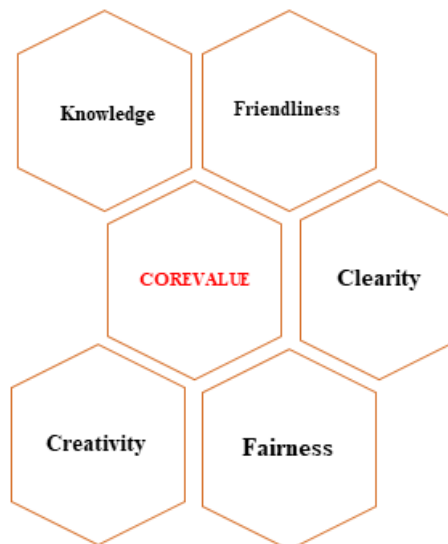 Knowledge
Friendliness
COREVALUE
Clearity
Creativity
Fairness